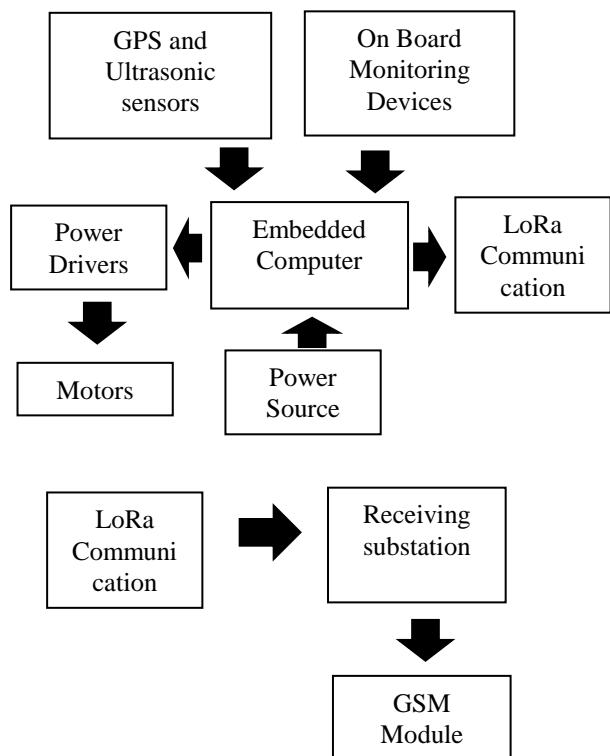 GPS and
Ultrasonic
sensors
On Board
Monitoring
Devices
Power
Drivers
Embedded
Computer
LoRa
Communi
cation
Motors
Power
Source
LoRa
Communi
cation
Receiving
substation
GSM
Module